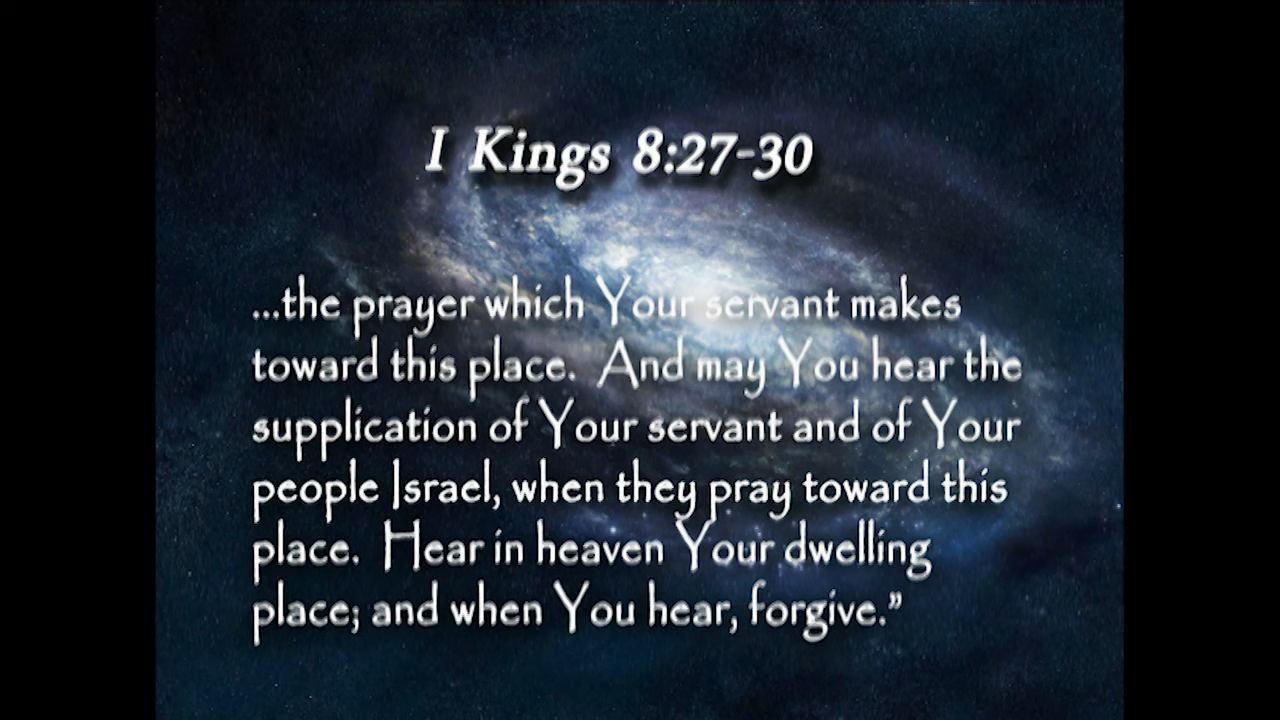 I Kings 8:27-30
...the prayer which Your servant makes
toward this place. And may You hear the
supplication of Your servant and of Your
people Israel, when they pray toward this
place. Hear in heaven Your dwelling
place; and when You hear, forgive.”